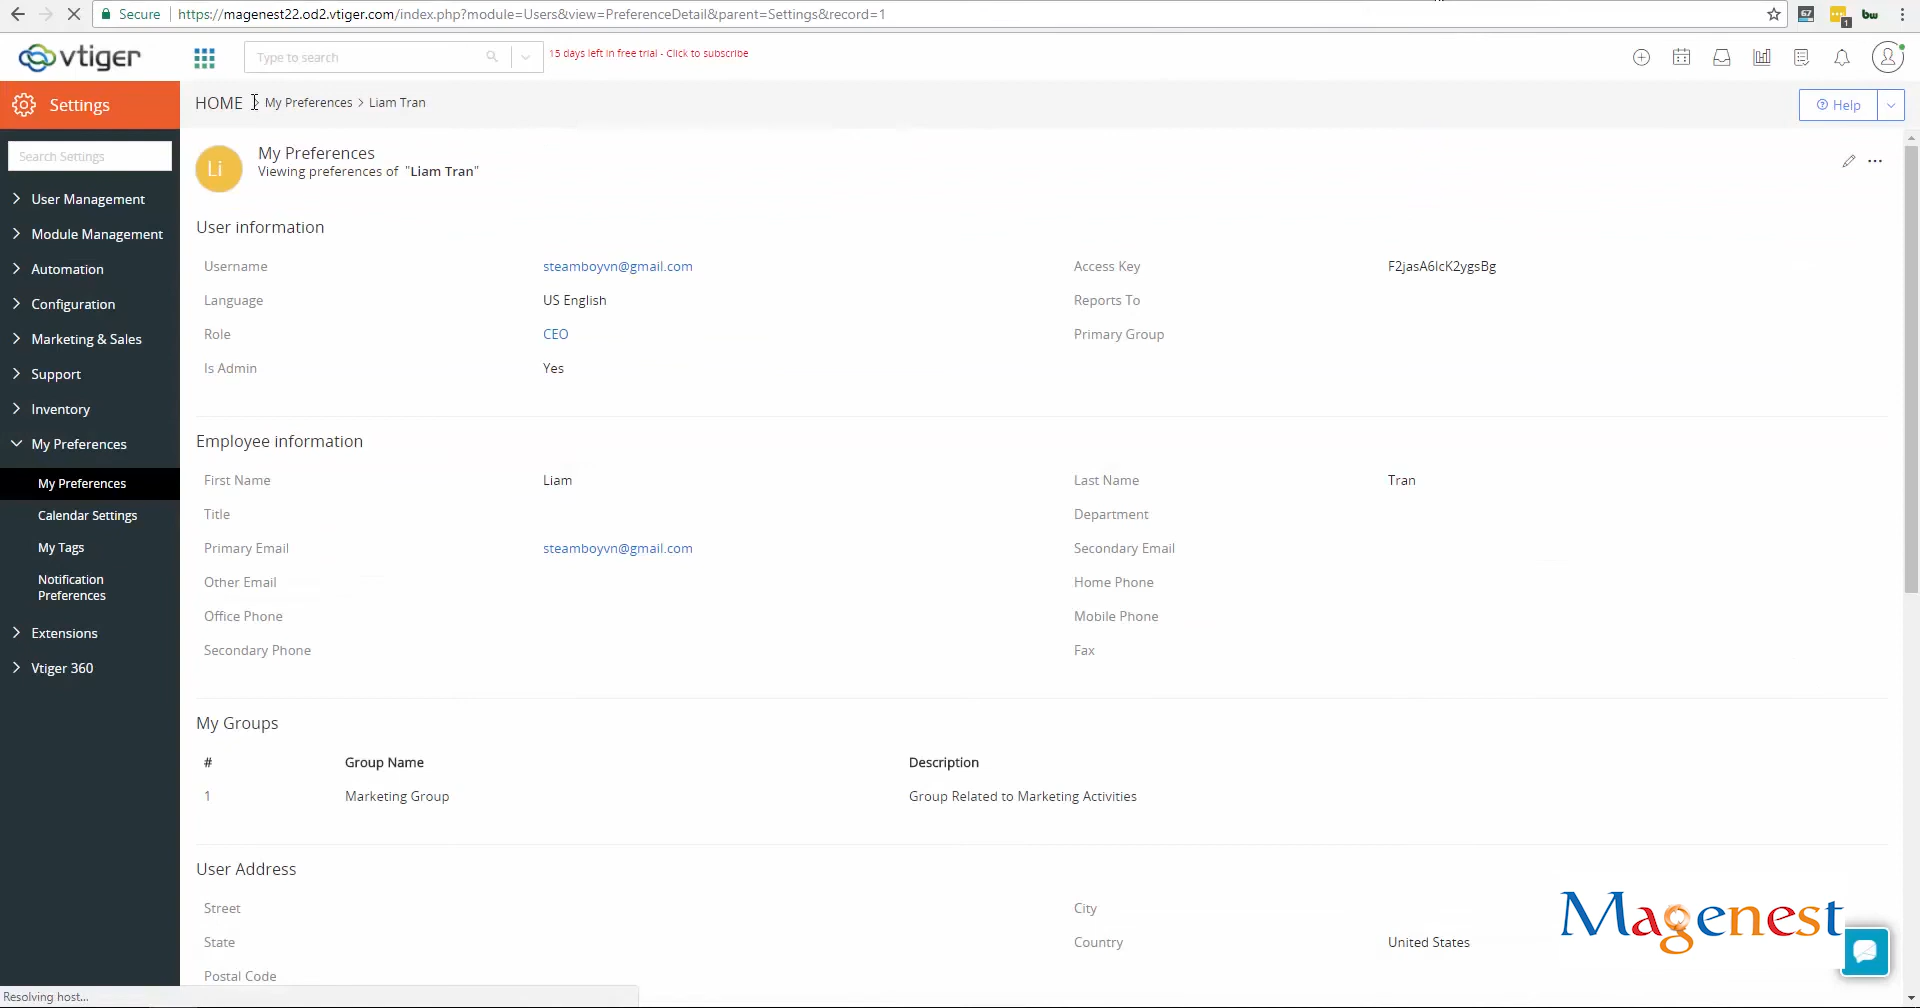 Secure https://magenest22.od2.vtiger.com/index.php?module=Users&view=PreferenceDetail&parent=Settings&record=1
67
1
bw
vtiger
Type to search
15 days left in free trial - Click to subscribe
Settings
HOME > My Preferences > Liam Tran
Help
Search Settings
User Management
Module Management
Automation
Configuration
Marketing & Sales
Support
Inventory
My Preferences
My Preferences
Calendar Settings
My Tags
Notification
Preferences
Extensions
Vtiger 360
Li
My Preferences
Viewing preferences of "Liam Tran"
User information
Username steamboyvn@gmail.com Access Key F2jasA6lcK2ygsBg
Language US English Reports To
Role CEO Primary Group
Is Admin Yes
Employee information
First Name Liam Last Name Tran
Title Department
Primary Email steamboyvn@gmail.com Secondary Email
Other Email Home Phone
Office Phone Mobile Phone
Secondary Phone Fax
My Groups
# Group Name Description
1 Marketing Group Group Related to Marketing Activities
User Address
Street City
State Country United States
Postal Code
Magenest
Resolving host...